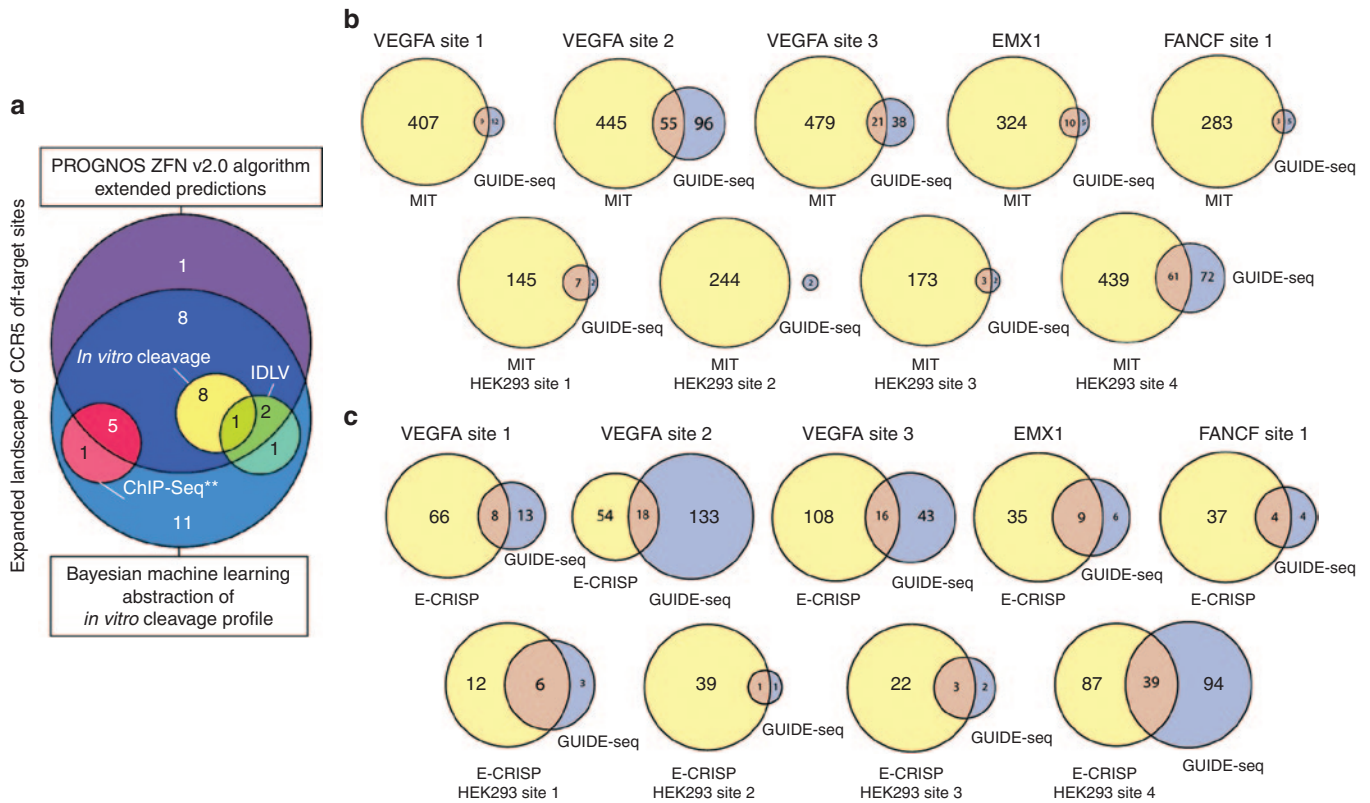 a
Expanded landscape of CCR5 off-target sites
PROGNOS ZFN v2.0 algorithm
extended predictions
1
8
In vitro cleavage
IDLV
8
1
2
1
5
1
ChIP-Seq**
11
Bayesian machine learning
abstraction of
in vitro cleavage profile
b
VEGFA site 1
407
9
12
GUIDE-seq
MIT
VEGFA site 2
445
55
96
GUIDE-seq
MIT
VEGFA site 3
479
21
38
GUIDE-seq
MIT
EMX1
324
10
5
GUIDE-seq
MIT
FANCF site 1
283
3
5
GUIDE-seq
MIT
145
7
2
GUIDE-seq
MIT
HEK293 site 1
244
2
GUIDE-seq
MIT
HEK293 site 2
173
3
2
GUIDE-seq
MIT
HEK293 site 3
439
61
72
GUIDE-seq
MIT
HEK293 site 4
c
VEGFA site 1
66
8
13
GUIDE-seq
E-CRISP
VEGFA site 2
54
18
133
E-CRISP
GUIDE-seq
VEGFA site 3
108
16
43
GUIDE-seq
E-CRISP
EMX1
35
9
6
GUIDE-seq
E-CRISP
FANCF site 1
37
4
4
GUIDE-seq
E-CRISP
12
6
3
GUIDE-seq
E-CRISP
HEK293 site 1
39
1
1
GUIDE-seq
E-CRISP
HEK293 site 2
22
3
2
GUIDE-seq
E-CRISP
HEK293 site 3
87
39
94
GUIDE-seq
E-CRISP
HEK293 site 4